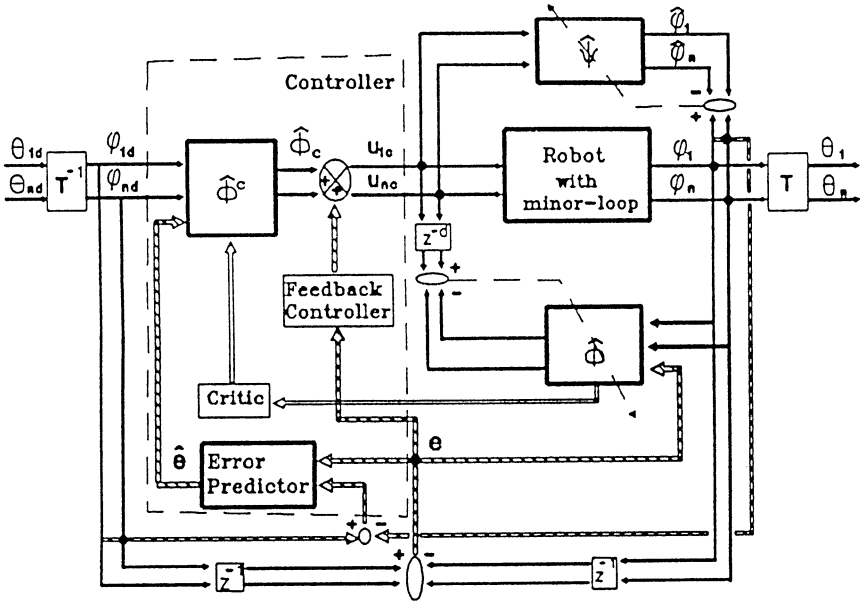 φ̂₁
Ψ̂
φ̂ₙ
Controller
−
+
θ₁d
φ₁d
Φ̂c
u₁c
φ₁
θ₁
T⁻¹
Φ̂ᶜ
+
+
Robot
with
minor-loop
T
θnd
φnd
unc
φn
θn
z⁻ᵈ
+
−
Feedback
Controller
Φ̂
Critic
ê
e
Error
Predictor
+
−
+
−
z⁻¹
z⁻¹